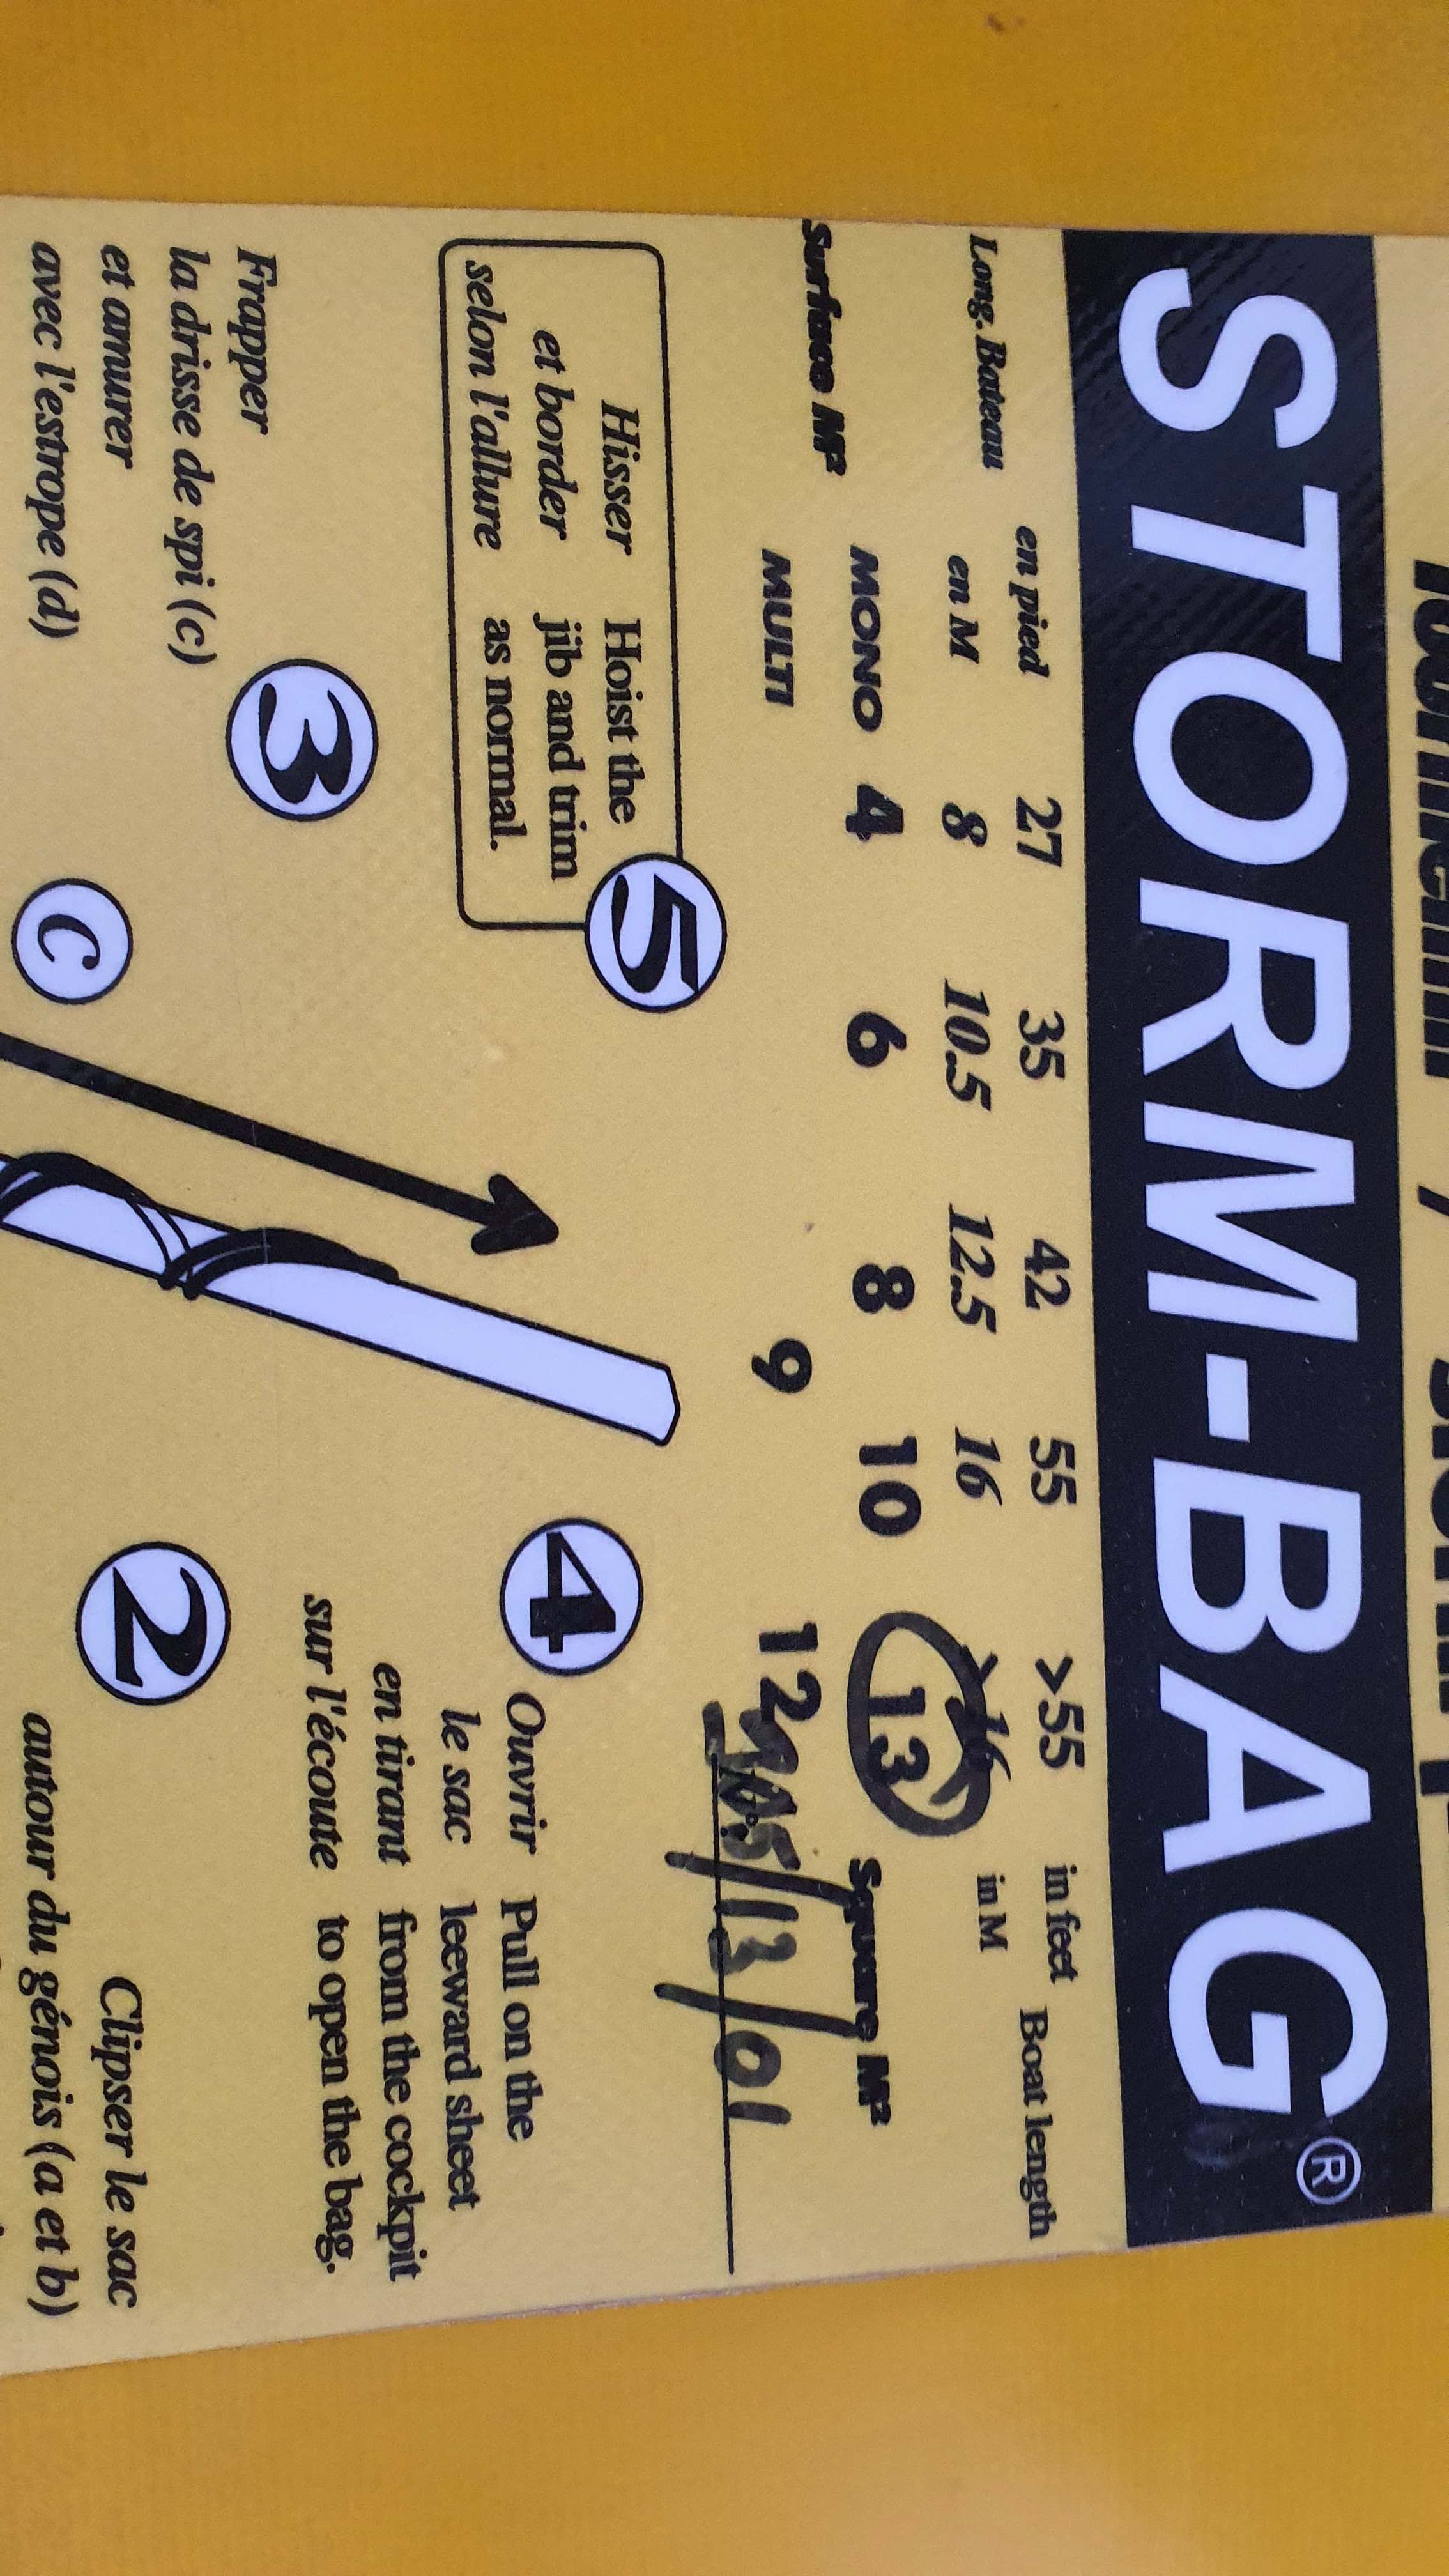 STORM-BAG®
en pied 27 35 42 55 >55 in feet
Long. Bateau Boat length
en M 8 10.5 12.5 16 >16 in M
Surface M² MONO 4 6 8 10 13 Square M²
MULTI 9 12
/13/01
5
Hisser Hoist the
et border jib and trim
selon l'allure as normal.
4
Ouvrir Pull on the
le sac leeward sheet
en tirant from the cockpit
sur l'écoute to open the bag.
3
Frapper
la drisse de spi (c)
et amurer
avec l'estrope (d)
C
2
Clipser le sac
autour du génois (a et b)